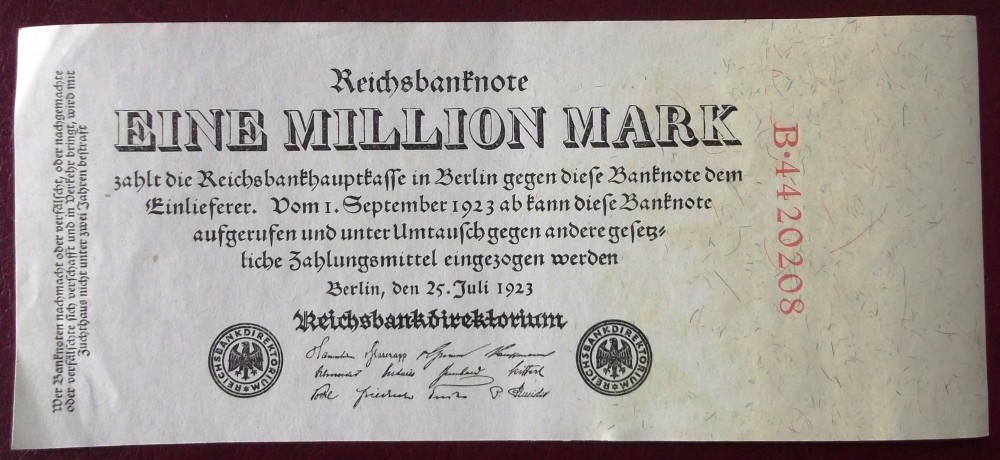 Reichsbanknote
EINE MILLION MARK
zahlt die Reichsbankhauptkasse in Berlin gegen diese Banknote dem
Einlieferer. Vom 1. September 1923 ab kann diese Banknote
aufgerufen und unter Umtausch gegen andere gesetz-
liche Zahlungsmittel eingezogen werden
Berlin, den 25. Juli 1923
Reichsbankdirektorium
REICHSBANKDIREKTORIUM
REICHSBANKDIREKTORIUM
Wer Banknoten nachmacht oder verfälscht, oder nachgemachte
oder verfälschte sich verschafft und in Verkehr bringt, wird mit
Zuchthaus nicht unter zwei Jahren bestraft
B·4420208